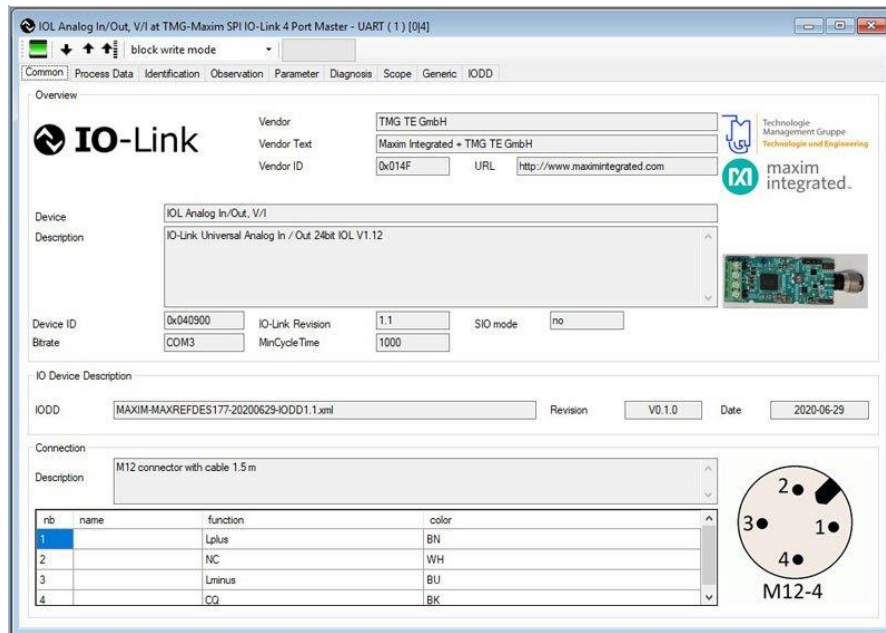 IOL Analog In/Out, V/I at TMG-Maxim SPI IO-Link 4 Port Master - UART ( 1 ) [0|4]
block write mode
Common Process Data Identification Observation Parameter Diagnosis Scope Generic IODD
Overview
IO-Link
Vendor TMG TE GmbH
Vendor Text Maxim Integrated + TMG TE GmbH
Vendor ID 0x014F URL http://www.maximintegrated.com
Technologie
Management Gruppe
Technologie und Engineering
maxim
integrated™
Device IOL Analog In/Out, V/I
Description IO-Link Universal Analog In / Out 24bit IOL V1.12
Device ID 0x040900 IO-Link Revision 1.1 SIO mode no
Bitrate COM3 MinCycleTime 1000
IO Device Description
IODD MAXIM-MAXREFDES177-20200629-IODD1.1.xml Revision V0.1.0 Date 2020-06-29
Connection
Description M12 connector with cable 1.5 m
nb name function color
1 Lplus BN
2 NC WH
3 Lminus BU
4 CQ BK
2
3 1
4
M12-4